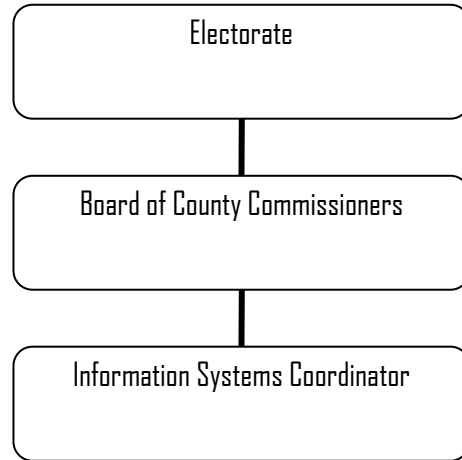 Electorate
Board of County Commissioners
Information Systems Coordinator